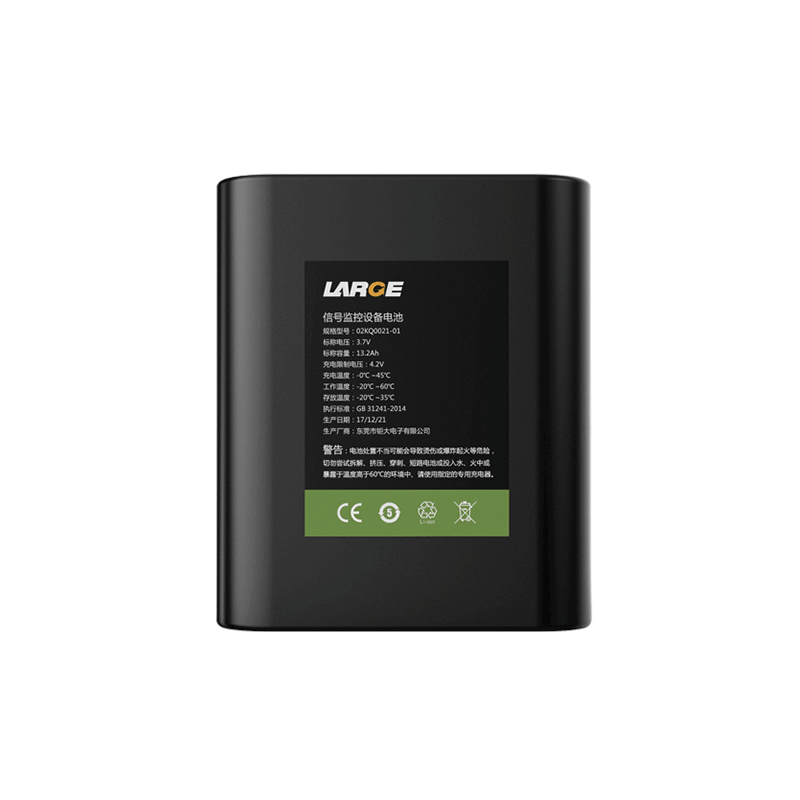 LARGE
信号监控设备电池
规格型号：02KQ0021-01
标称电压：3.7V
标称容量：13.2Ah
充电限制电压：4.2V
充电温度：-0℃~45℃
工作温度：-20℃~60℃
存放温度：-20℃~35℃
执行标准：GB 31241-2014
生产日期：17/12/21
生产厂商：东莞市钜大电子有限公司
警告：电池处置不当可能会导致烫伤或爆炸起火等危险，
切勿尝试拆解、挤压、穿刺、短路电池或投入水、火中或
暴露于温度高于60℃的环境中、请使用指定的专用充电器。
CE 5 Li-ion